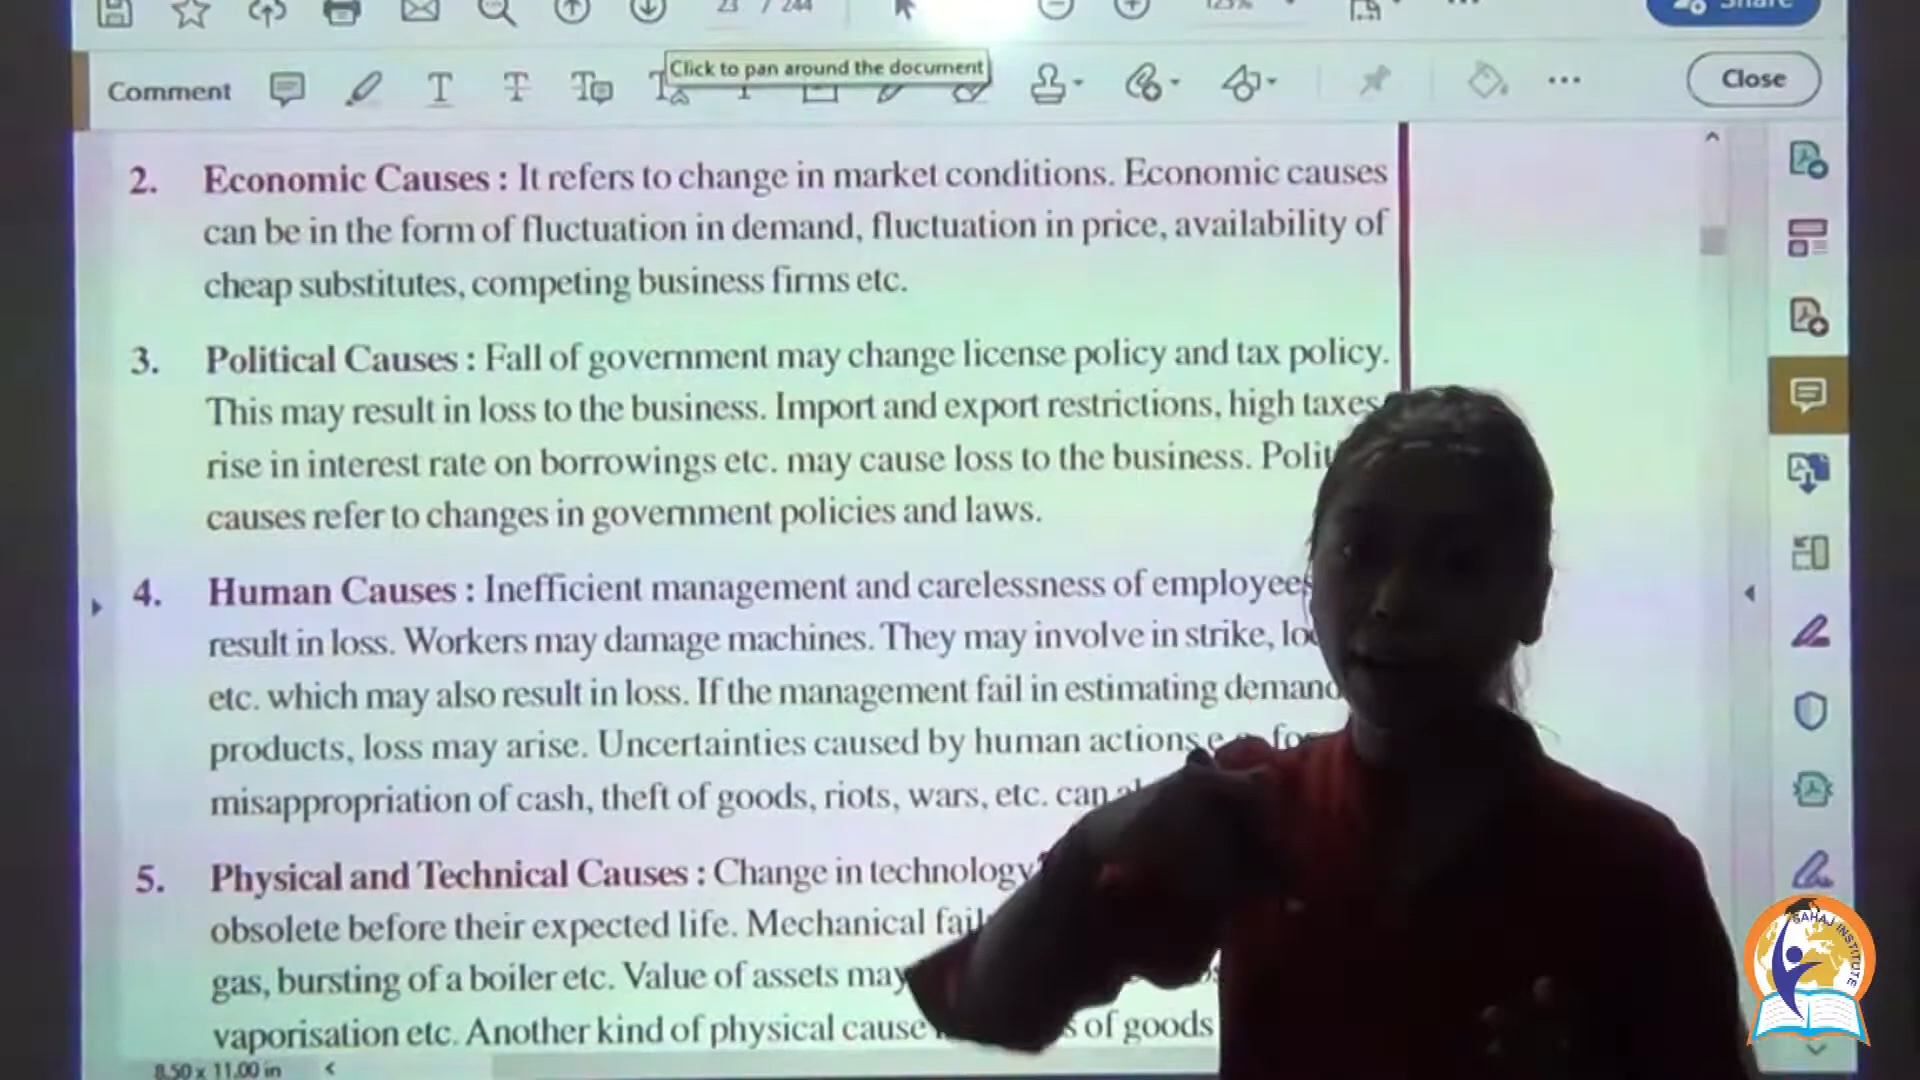 23 / 244
125%
Share
Click to pan around the document
Comment
Close
2. Economic Causes : It refers to change in market conditions. Economic causes
can be in the form of fluctuation in demand, fluctuation in price, availability of
cheap substitutes, competing business firms etc.
3. Political Causes : Fall of government may change license policy and tax policy.
This may result in loss to the business. Import and export restrictions, high taxes
rise in interest rate on borrowings etc. may cause loss to the business. Polit
causes refer to changes in government policies and laws.
4. Human Causes : Inefficient management and carelessness of employees
result in loss. Workers may damage machines. They may involve in strike,
etc. which may also result in loss. If the management fail in estimating demand
products, loss may arise. Uncertainties caused by human actions
misappropriation of cash, theft of goods, riots, wars, etc. can
5. Physical and Technical Causes : Change in technology
obsolete before their expected life. Mechanical
gas, bursting of a boiler etc. Value of assets may
vaporisation etc. Another kind of physical cause of goods
8.50 x 11.00 in
SAHAJ INSTITUTE